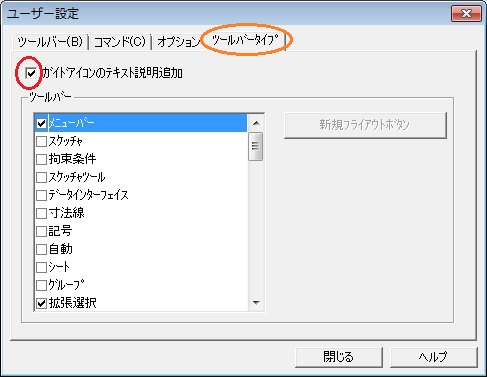 ユーザー設定
ツールバー(B) コマンド(C) オプション ﾂｰﾙﾊﾞｰﾀｲﾌﾟ
ガイドアイコンのテキスト説明追加
ツールバー
メニューバー
スケッチャ
拘束条件
スケッチャツール
データインターフェイス
寸法線
記号
自動
シート
グループ
拡張選択
新規フライアウトボタン
閉じる ヘルプ